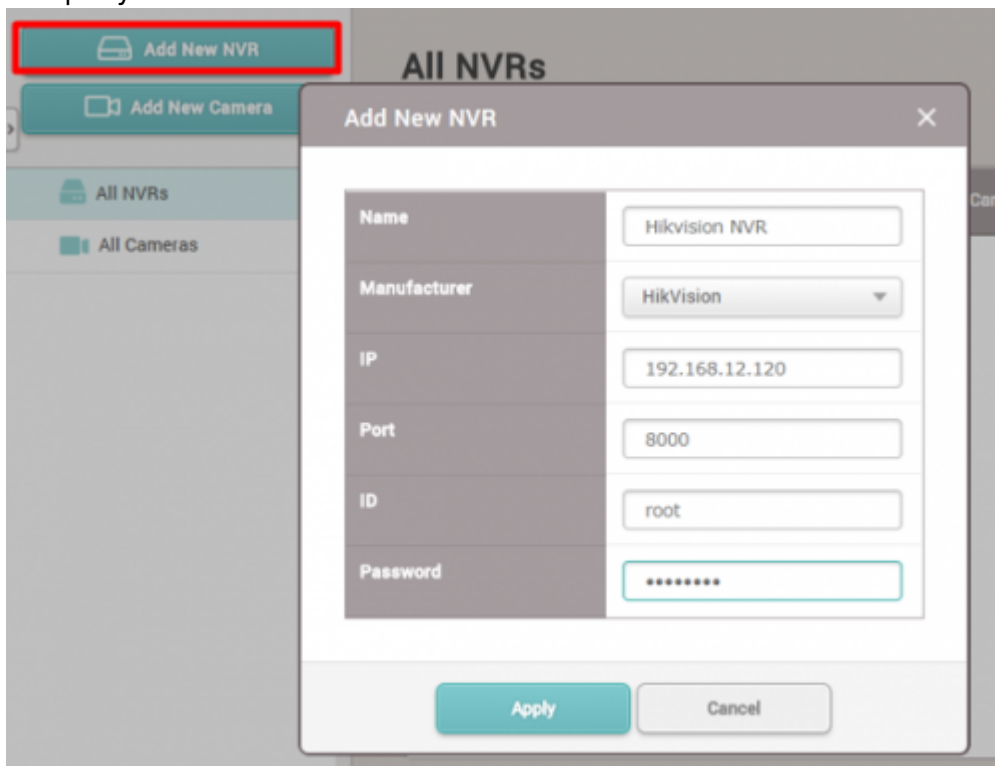 Add New NVR
All NVRs
Add New Camera
Add New NVR
All NVRs
All Cameras
Name
Hikvision NVR
Manufacturer
HikVision
IP
192.168.12.120
Port
8000
ID
root
Password
••••••••
Apply
Cancel